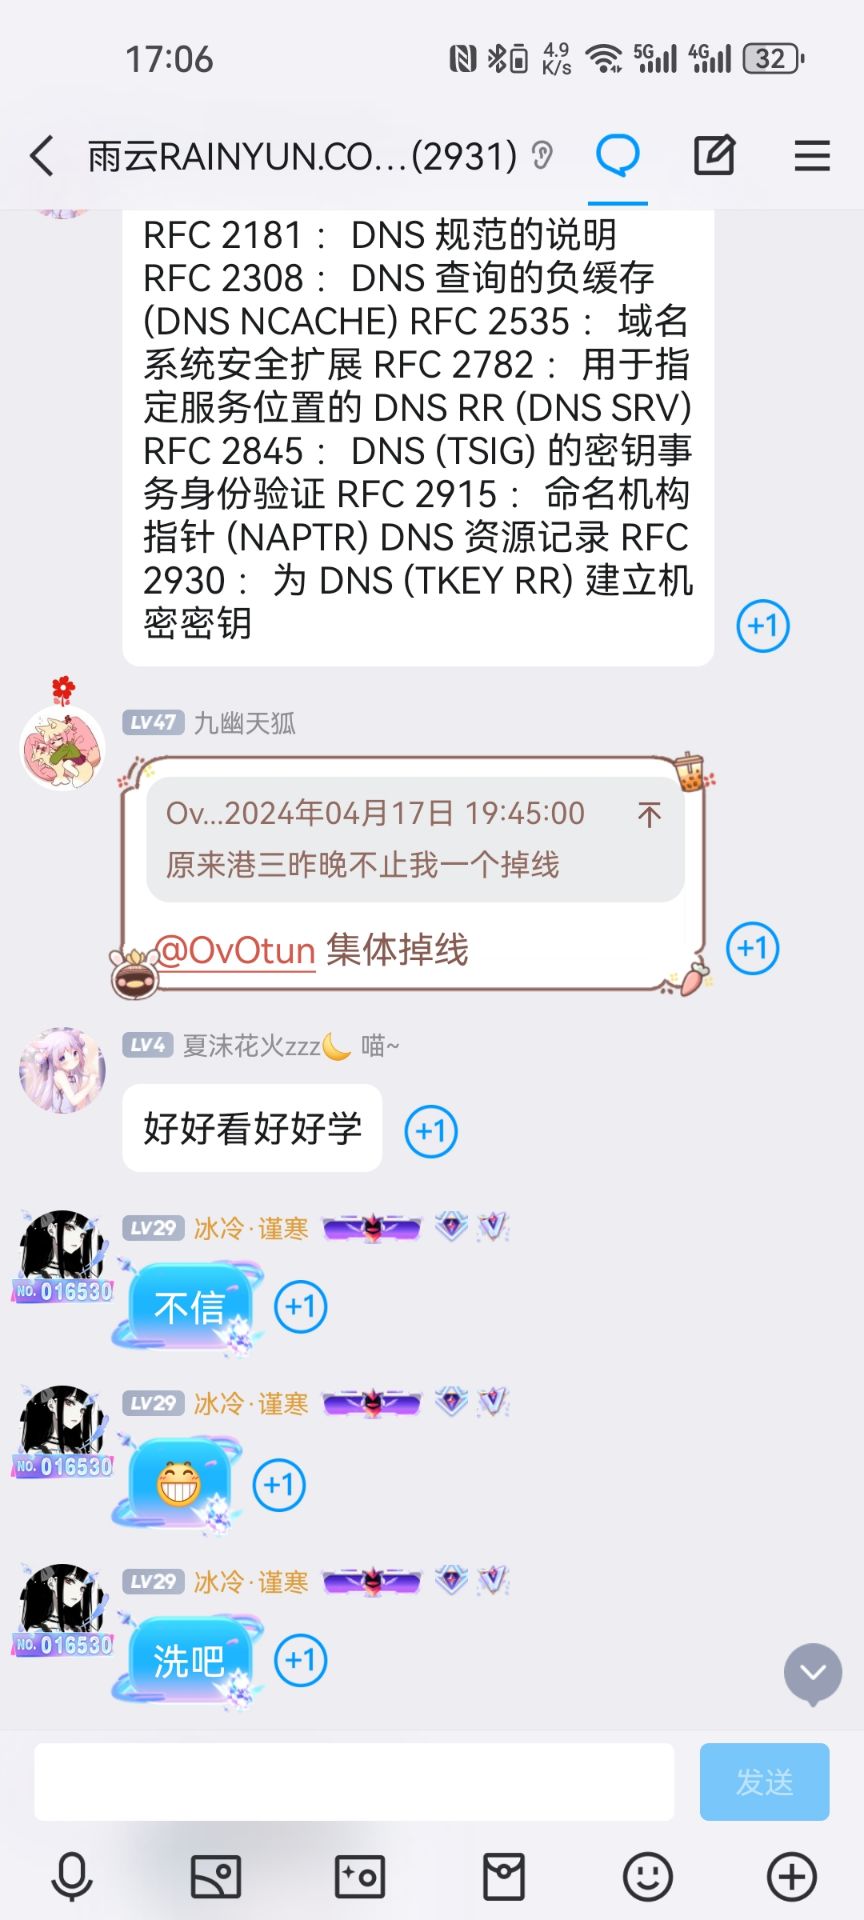 17:06
4.9 K/s 5G 4G 32
雨云RAINYUN.CO...(2931)
RFC 2181： DNS 规范的说明
RFC 2308： DNS 查询的负缓存
(DNS NCACHE) RFC 2535： 域名
系统安全扩展 RFC 2782： 用于指
定服务位置的 DNS RR (DNS SRV)
RFC 2845： DNS (TSIG) 的密钥事
务身份验证 RFC 2915： 命名机构
指针 (NAPTR) DNS 资源记录 RFC
2930： 为 DNS (TKEY RR) 建立机
密密钥
+1
LV47 九幽天狐
Ov...2024年04月17日 19:45:00
原来港三昨晚不止我一个掉线
@OvOtun 集体掉线
+1
LV4 夏沫花火zzz🌙 喵~
好好看好好学
+1
LV29 冰冷·谨寒
NO. 016530
不信
+1
LV29 冰冷·谨寒
NO. 016530
😁
+1
LV29 冰冷·谨寒
NO. 016530
洗吧
+1
发送